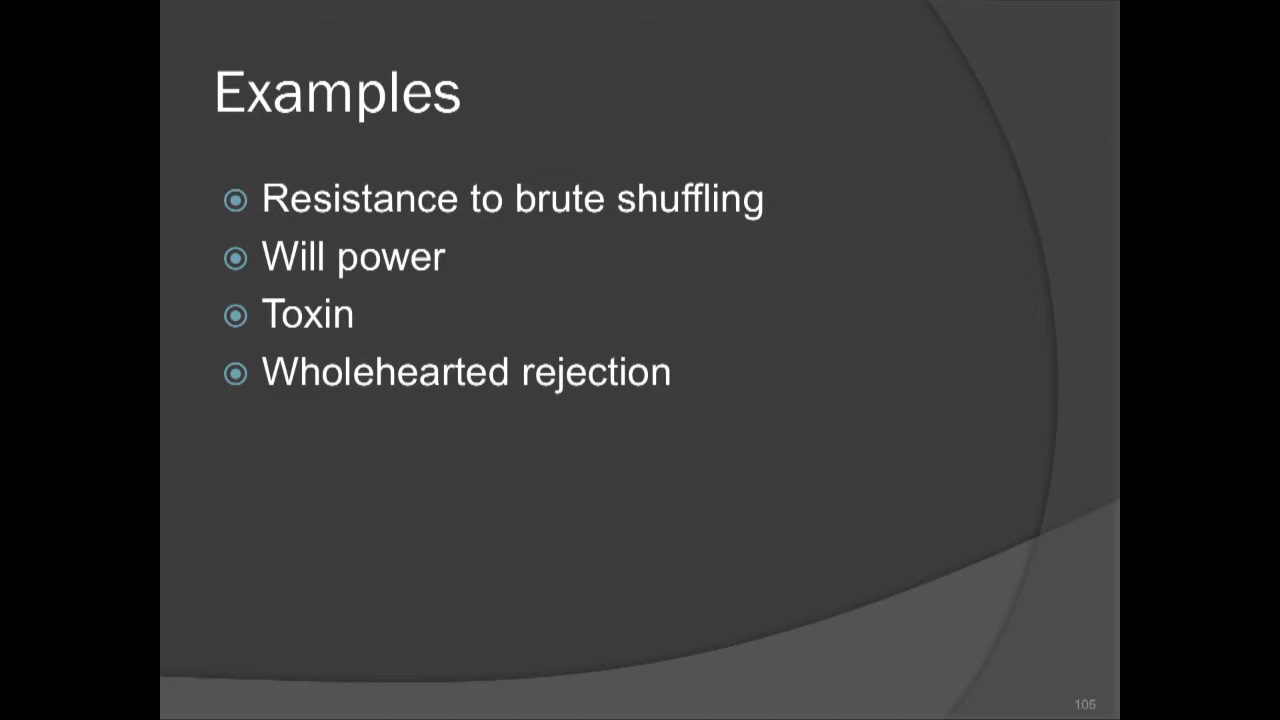 Examples
Resistance to brute shuffling
Will power
Toxin
Wholehearted rejection
105